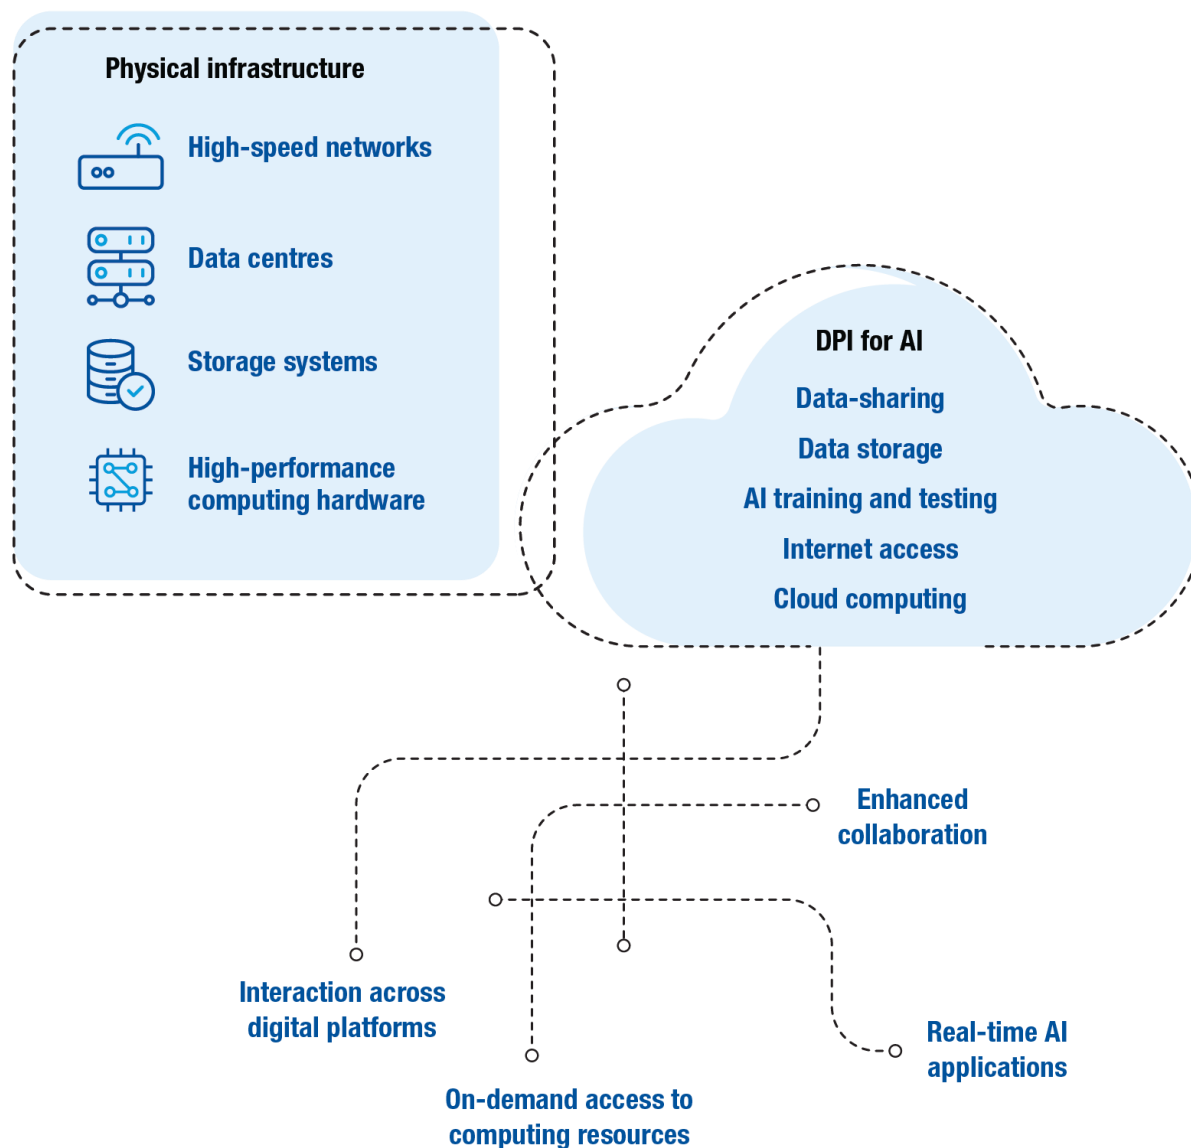 Physical infrastructure
High-speed networks
Data centres
Storage systems
High-performance
computing hardware
DPI for AI
Data-sharing
Data storage
AI training and testing
Internet access
Cloud computing
Enhanced
collaboration
Interaction across
digital platforms
Real-time AI
applications
On-demand access to
computing resources